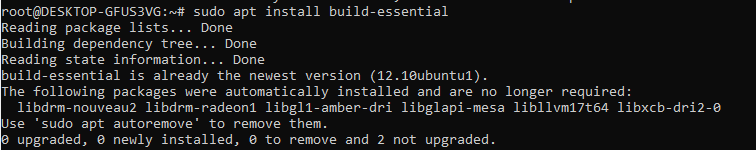 root@DESKTOP-GFUS3VG:~# sudo apt install build-essential
Reading package lists... Done
Building dependency tree... Done
Reading state information... Done
build-essential is already the newest version (12.10ubuntu1).
The following packages were automatically installed and are no longer required:
  libdrm-nouveau2 libdrm-radeon1 libgl1-amber-dri libglapi-mesa libllvm17t64 libxcb-dri2-0
Use 'sudo apt autoremove' to remove them.
0 upgraded, 0 newly installed, 0 to remove and 2 not upgraded.